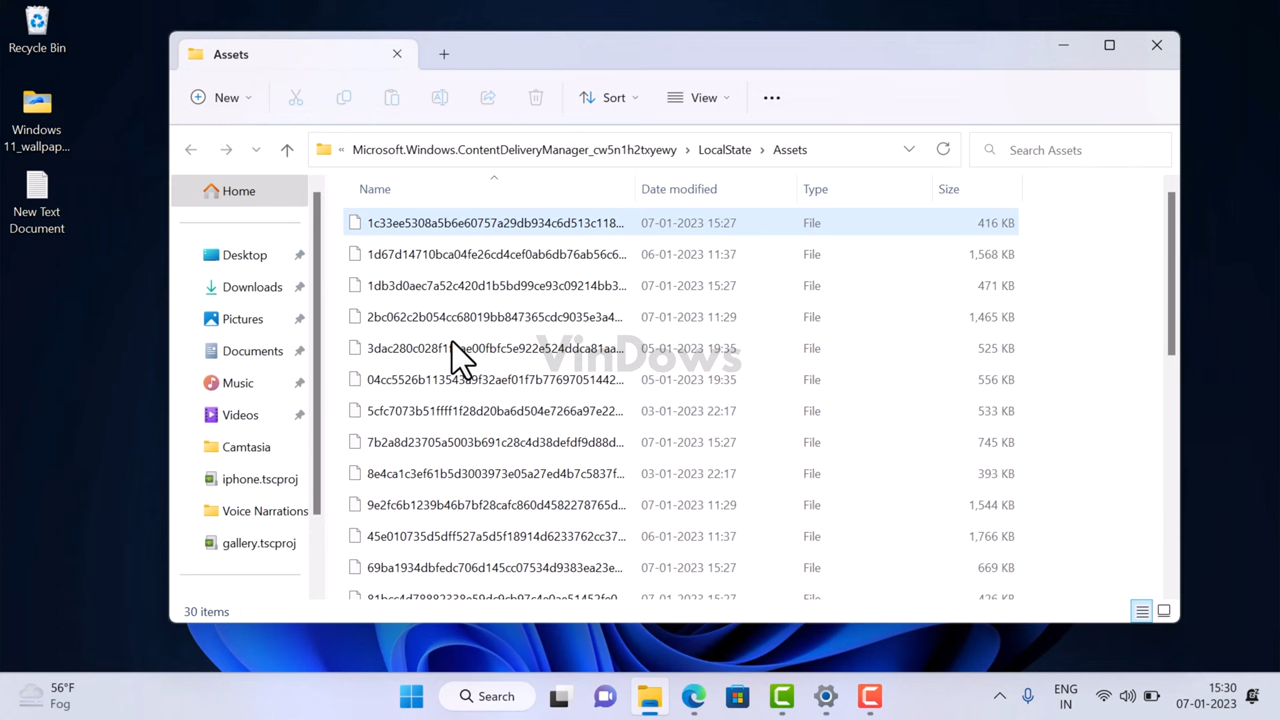 Recycle Bin
Windows
11_wallpap...
New Text
Document
Assets
New
Sort
View
« Microsoft.Windows.ContentDeliveryManager_cw5n1h2txyewy > LocalState > Assets
Search Assets
Home
Desktop
Downloads
Pictures
Documents
Music
Videos
Camtasia
iphone.tscproj
Voice Narrations
gallery.tscproj
Name Date modified Type Size
1c33ee5308a5b6e60757a29db934c6d513c118... 07-01-2023 15:27 File 416 KB
1d67d14710bca04fe26cd4cef0ab6db76ab56c6... 06-01-2023 11:37 File 1,568 KB
1db3d0aec7a52c420d1b5bd99ce93c09214bb3... 07-01-2023 15:27 File 471 KB
2bc062c2b054cc68019bb847365cdc9035e3a4... 07-01-2023 11:29 File 1,465 KB
05-01-2023 19:35 File 525 KB
05-01-2023 19:35 File 556 KB
5cfc7073b51ffff1f28d20ba6d504e7266a97e22... 03-01-2023 22:17 File 533 KB
7b2a8d23705a5003b691c28c4d38defdf9d88d... 07-01-2023 15:27 File 745 KB
8e4ca1c3ef61b5d3003973e05a27ed4b7c5837f... 03-01-2023 22:17 File 393 KB
9e2fc6b1239b46b7bf28cafc860d4582278765d... 07-01-2023 11:29 File 1,544 KB
45e010735d5dff527a5d5f18914d6233762cc37... 06-01-2023 11:37 File 1,766 KB
69ba1934dbfedc706d145cc07534d9383ea23e... 07-01-2023 15:27 File 669 KB
VinDows
30 items
56°F
Fog
Search
ENG
IN
15:30
07-01-2023